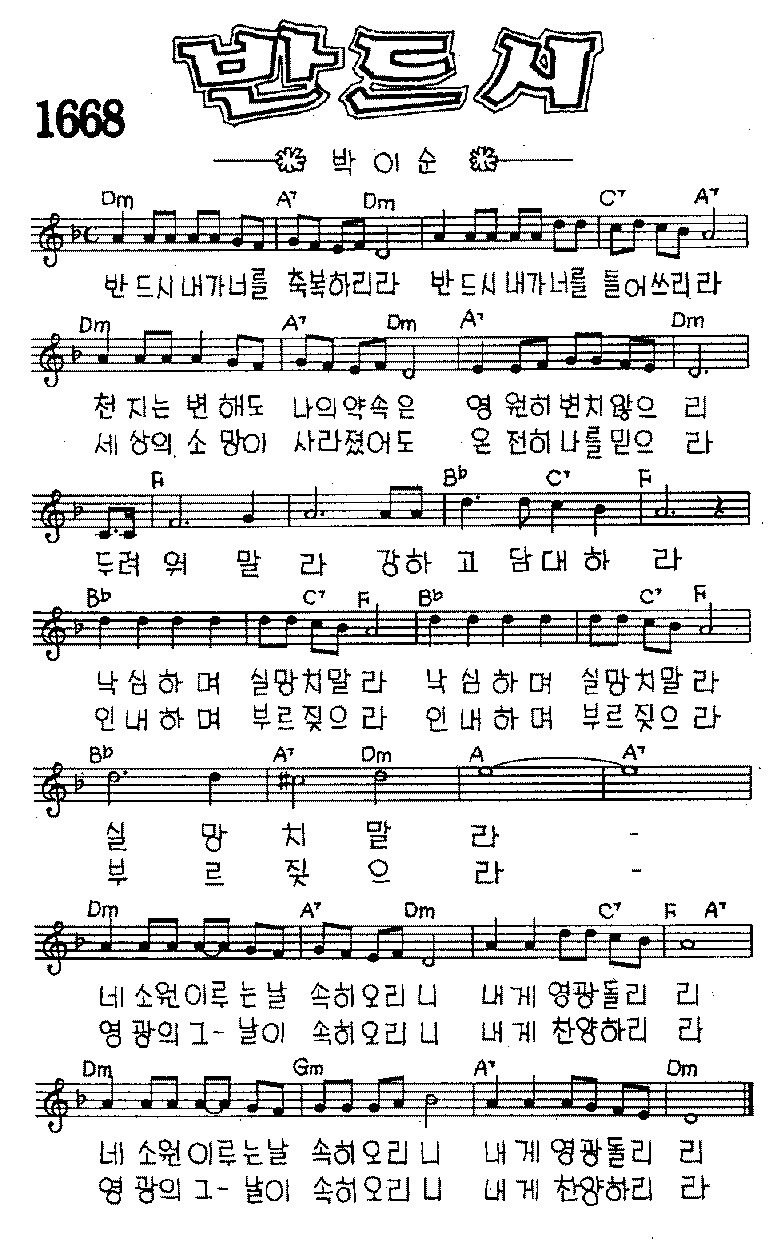 반드시
1668
박이순
Dm A7 Dm C7 A7
반드시내가너를 축복하리라 반드시내가너를 들어쓰리라
Dm A7 Dm A7 Dm
천지는변해도 나의약속은 영원히변치않으리
세상의소망이 사라졌어도 온전히나를믿으라
F B♭ C7 F
두려워 말라 강하고 담대하라
B♭ C7 F B♭ C7 F
낙심하며 실망치말라 낙심하며 실망치말라
인내하며 부르짖으라 인내하며 부르짖으라
B♭ A7 Dm A A7
실 망 치 말 라 -
부 르 짖 으 라 -
Dm A7 Dm C7 F A7
네 소원이루는날 속히오리니 내게 영광돌리리
영광의그-날이 속히오리니 내게 찬양하리라
Dm Gm A7 Dm
네 소원이루는날 속히오리니 내게 영광돌리리
영광의그-날이 속히오리니 내게 찬양하리라